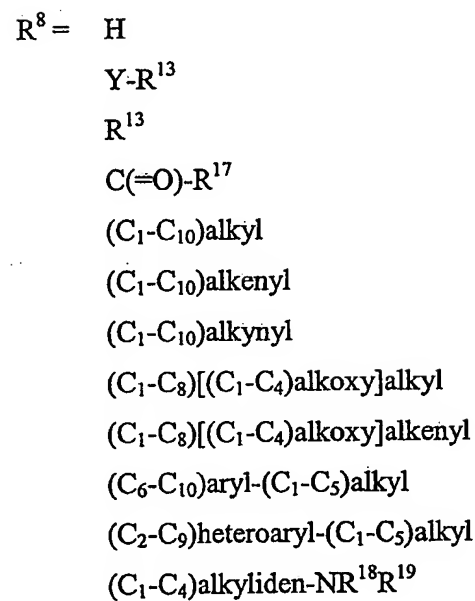 R⁸ = H
Y-R¹³
R¹³
C(=O)-R¹⁷
(C₁-C₁₀)alkyl
(C₁-C₁₀)alkenyl
(C₁-C₁₀)alkynyl
(C₁-C₈)[(C₁-C₄)alkoxy]alkyl
(C₁-C₈)[(C₁-C₄)alkoxy]alkenyl
(C₆-C₁₀)aryl-(C₁-C₅)alkyl
(C₂-C₉)heteroaryl-(C₁-C₅)alkyl
(C₁-C₄)alkyliden-NR¹⁸R¹⁹